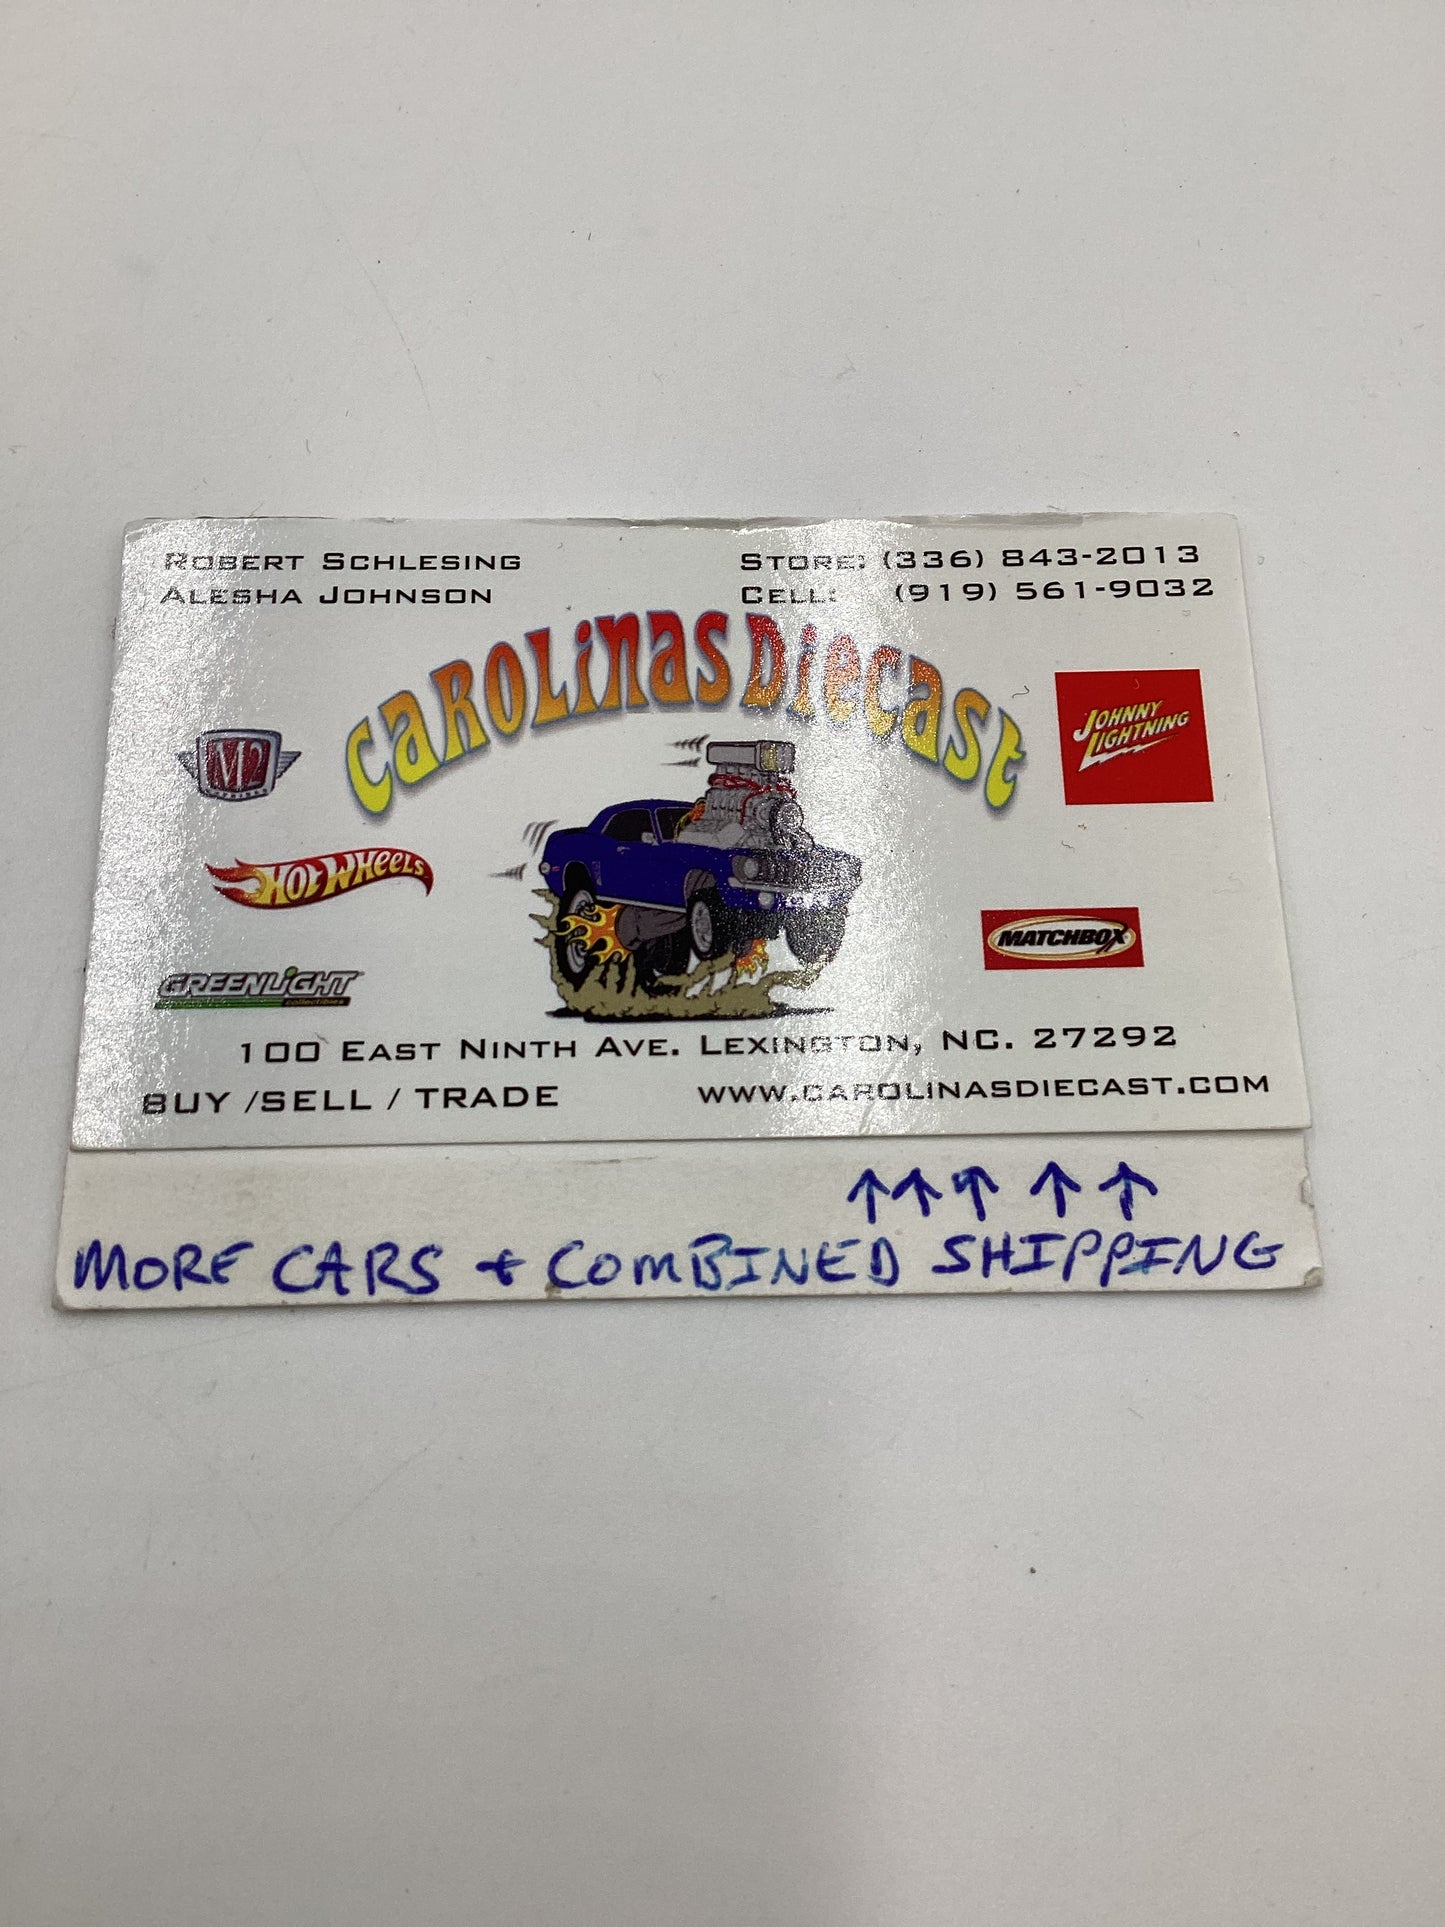 ROBERT SCHLESING
ALESHA JOHNSON
STORE: (336) 843-2013
CELL: (919) 561-9032
CAROLINAS DIECAST
M2
JOHNNY LIGHTNING
HOT WHEELS
MATCHBOX
GREENLIGHT
collectibles
100 EAST NINTH AVE. LEXINGTON, NC. 27292
BUY /SELL / TRADE
WWW.CAROLINASDIECAST.COM
↑ ↑ ↑ ↑ ↑
MORE CARS + COMBINED SHIPPING